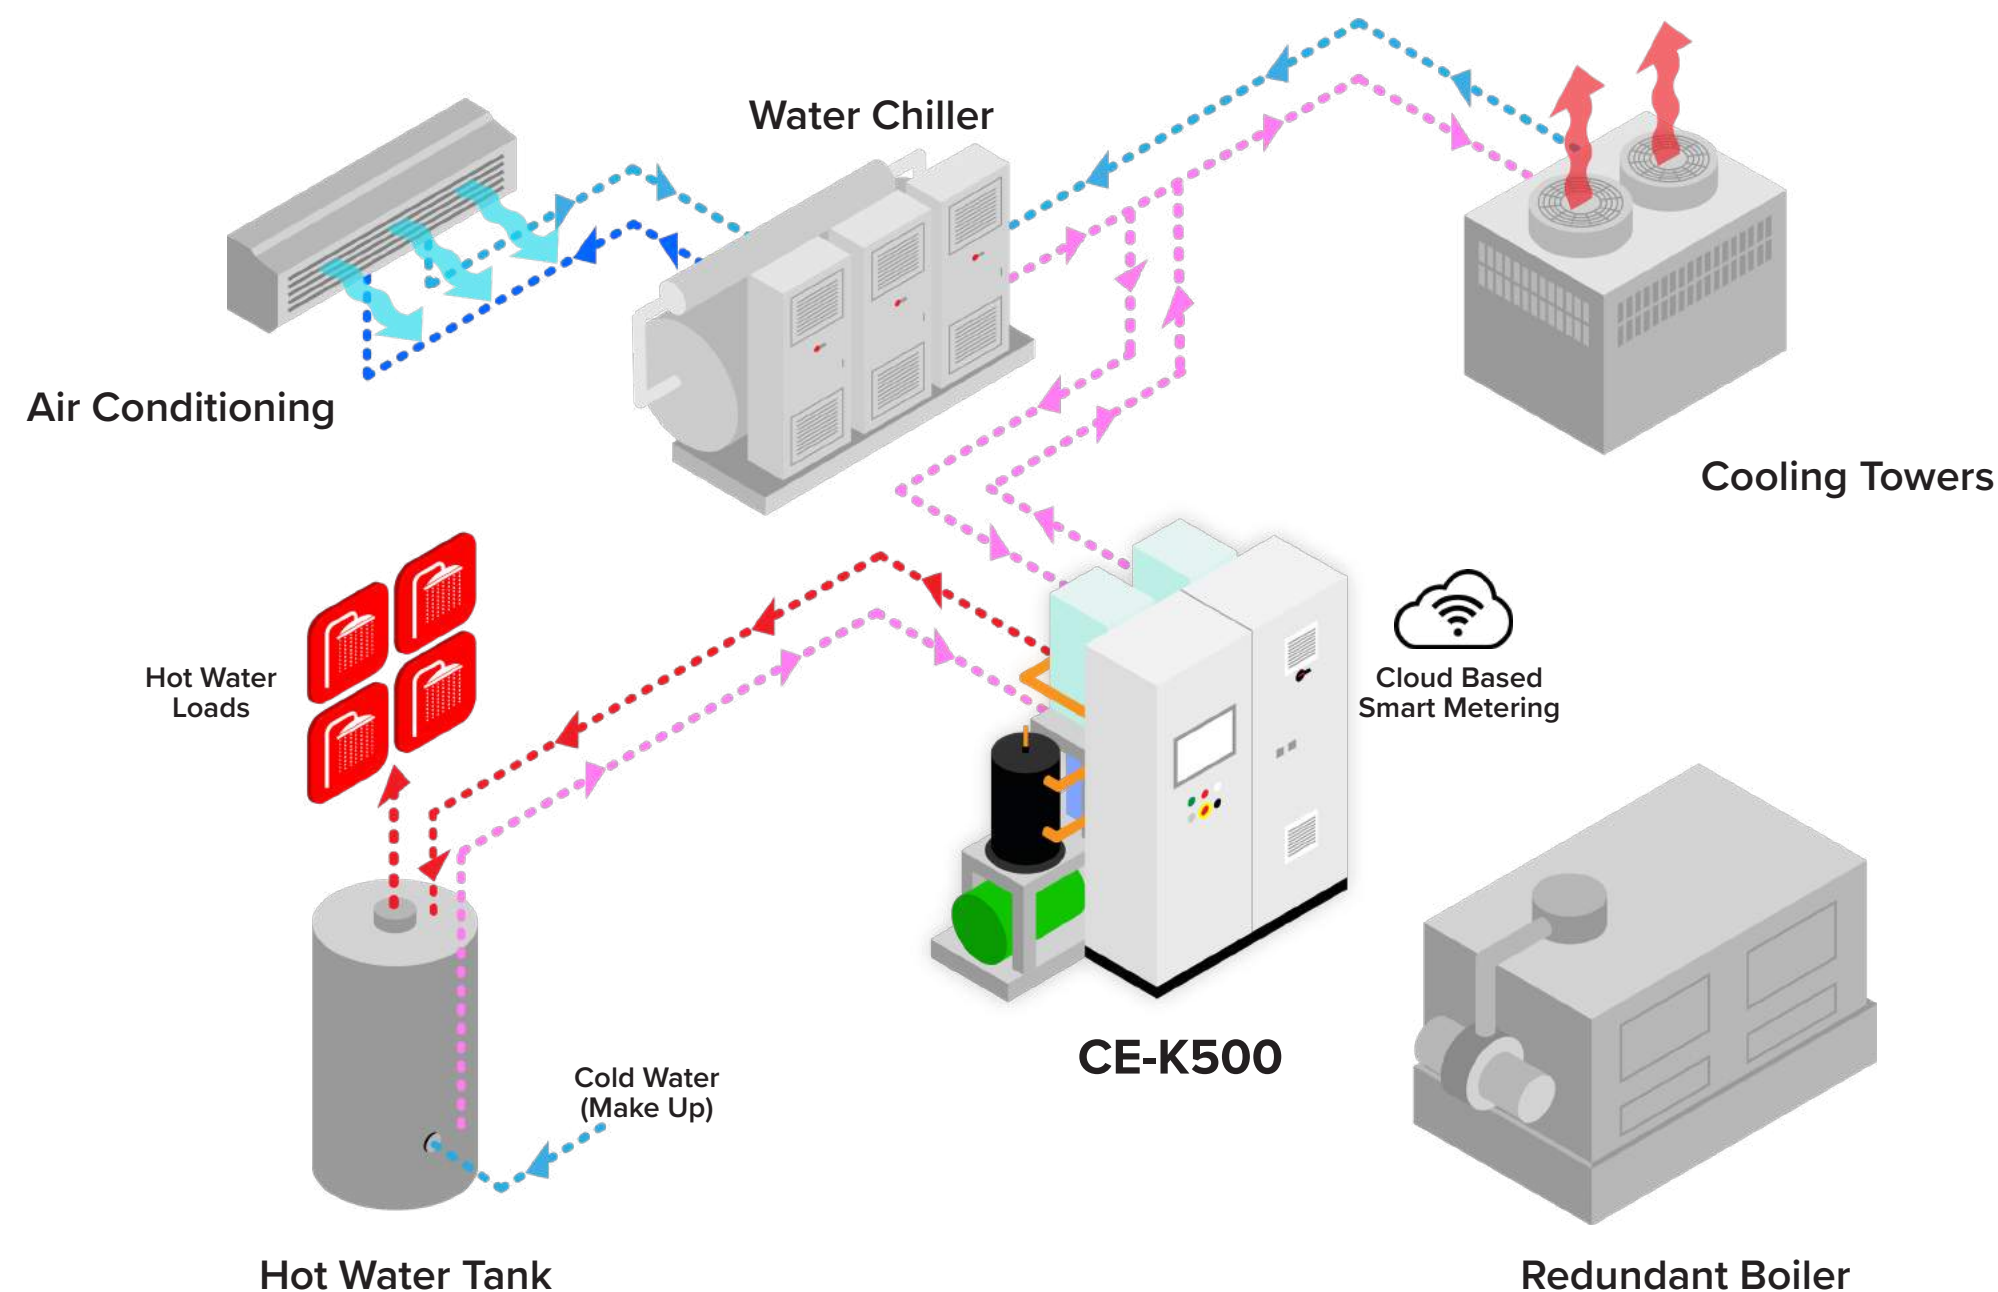 Water Chiller
Air Conditioning
Cooling Towers
Hot Water
Loads
Cloud Based
Smart Metering
CE-K500
Cold Water
(Make Up)
Hot Water Tank
Redundant Boiler